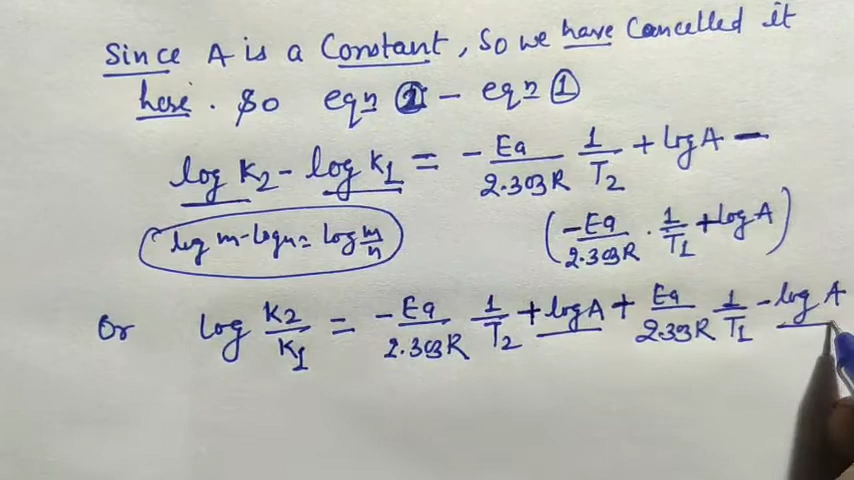 Since A is a Constant, So we have Cancelled it
here. So eqn ② - eqn ①
log K₂ - log K₁ = - Ea/2.303R 1/T₂ + log A -
(-Ea/2.303R · 1/T₁ + log A)
log m - log n = log m/n
Or log K₂/K₁ = - Ea/2.303R 1/T₂ + log A + Ea/2.303R 1/T₁ - log A